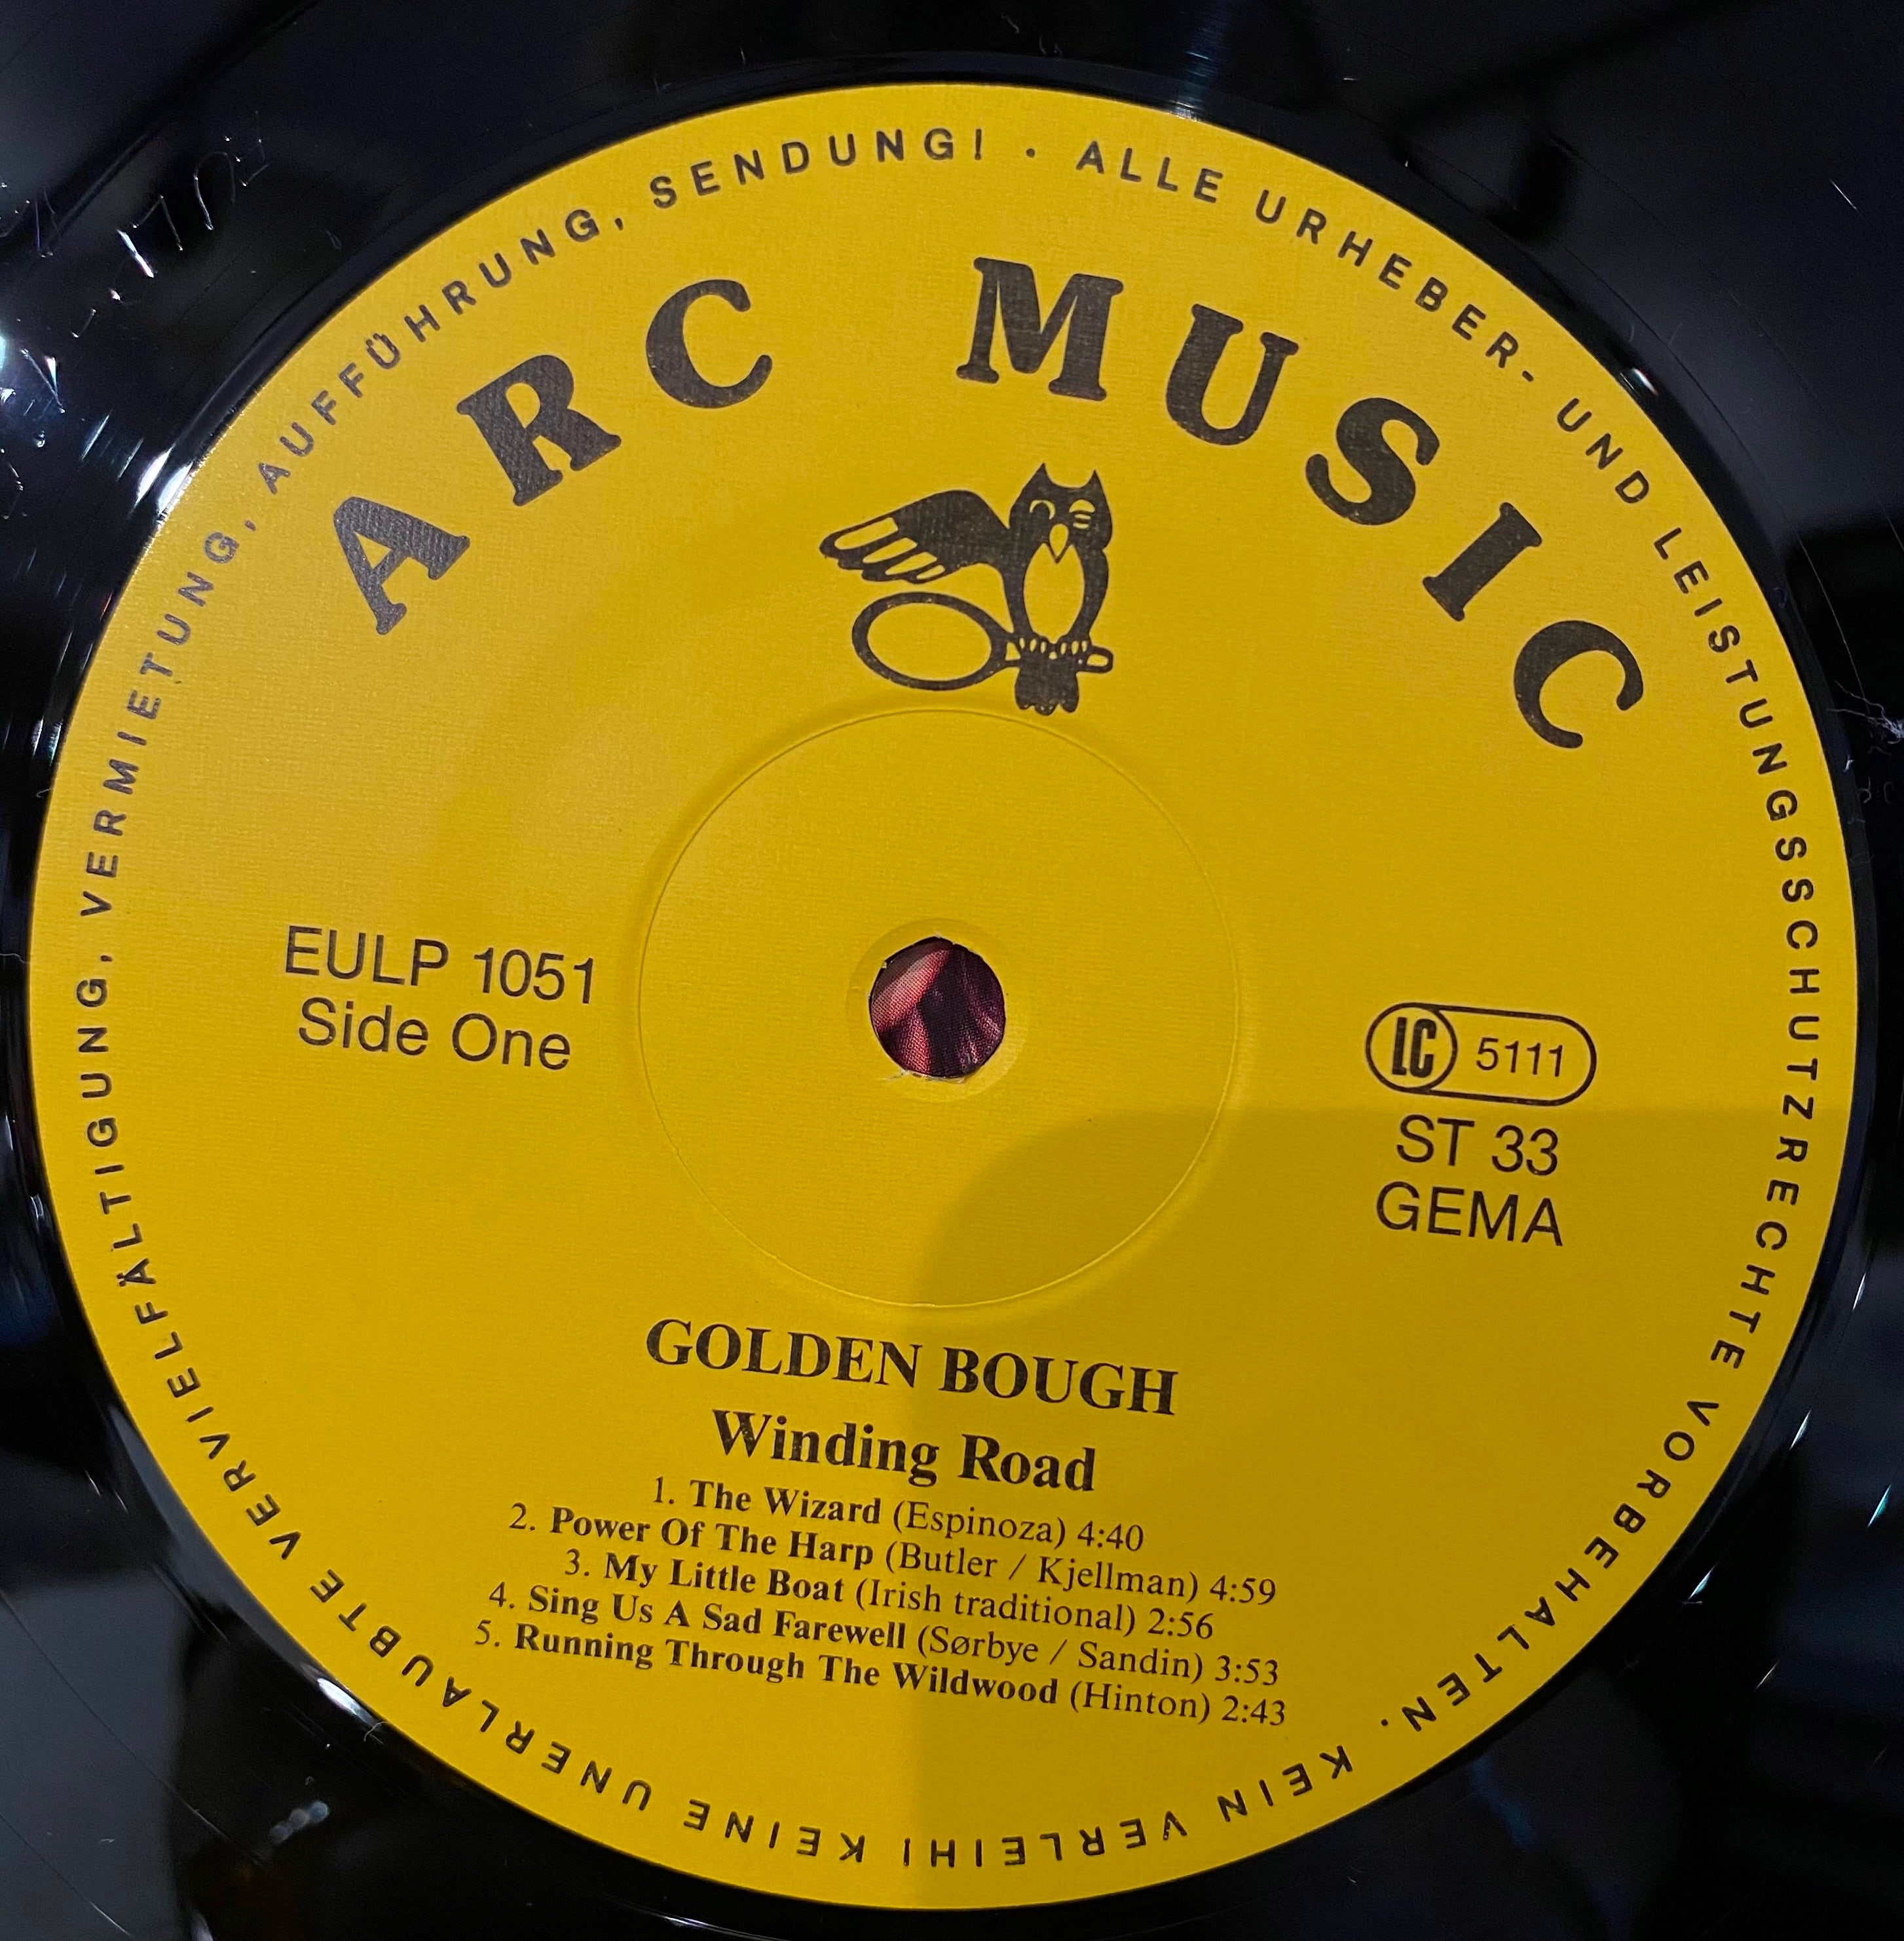 ALLE URHEBER- UND LEISTUNGSSCHUTZRECHTE VORBEHALTEN. KEIN VERLEIH! KEINE UNERLAUBTE VERVIELFÄLTIGUNG, VERMIETUNG, AUFFÜHRUNG, SENDUNG! ·
ARC MUSIC
EULP 1051
Side One
LC 5111
ST 33
GEMA
GOLDEN BOUGH
Winding Road
1. The Wizard (Espinoza) 4:40
2. Power Of The Harp (Butler / Kjellman) 4:59
3. My Little Boat (Irish traditional) 2:56
4. Sing Us A Sad Farewell (Sørbye / Sandin) 3:53
5. Running Through The Wildwood (Hinton) 2:43